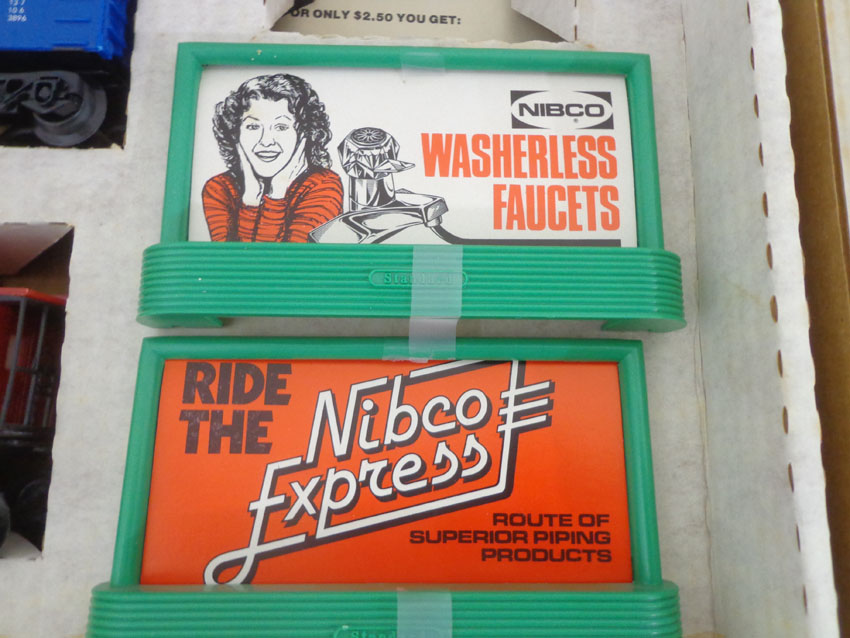 OR ONLY $2.50 YOU GET:
NIBCO
®
WASHERLESS
FAUCETS
RIDE
THE
Nibco
Express
ROUTE OF
SUPERIOR PIPING
PRODUCTS